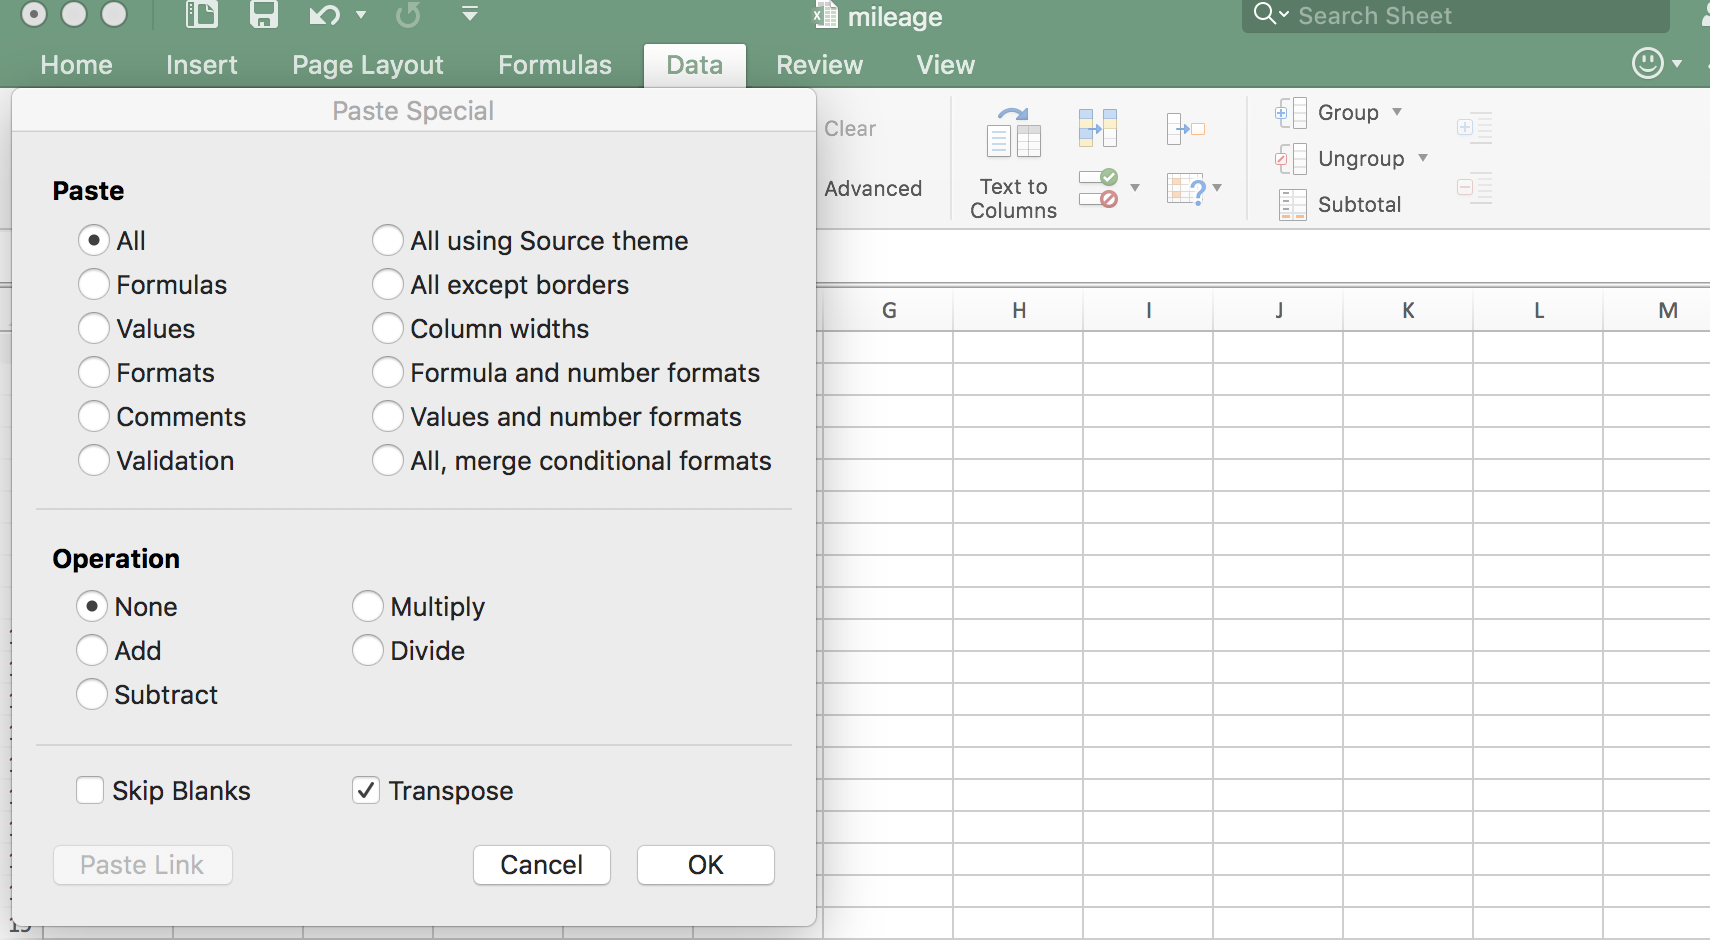 mileage
Search Sheet
Home Insert Page Layout Formulas Data Review View
Paste Special
Clear
Advanced
Text to
Columns
?
Group
Ungroup
Subtotal
Paste
All
All using Source theme
Formulas
All except borders
Values
Column widths
Formats
Formula and number formats
Comments
Values and number formats
Validation
All, merge conditional formats
Operation
None
Multiply
Add
Divide
Subtract
Skip Blanks
Transpose
Paste Link
Cancel
OK
G H I J K L M